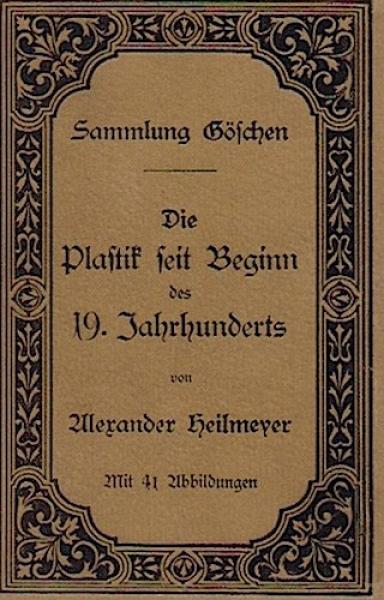 Sammlung Göschen
Die
Plastik seit Beginn
des
19. Jahrhunderts
von
Alexander Heilmeyer
Mit 41 Abbildungen